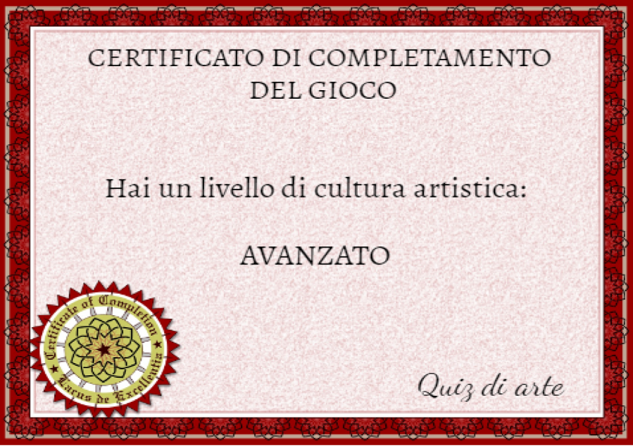 CERTIFICATO DI COMPLETAMENTO
DEL GIOCO
Hai un livello di cultura artistica:
AVANZATO
Certificate of Completion
Lacus de Excellentia
Quiz di arte